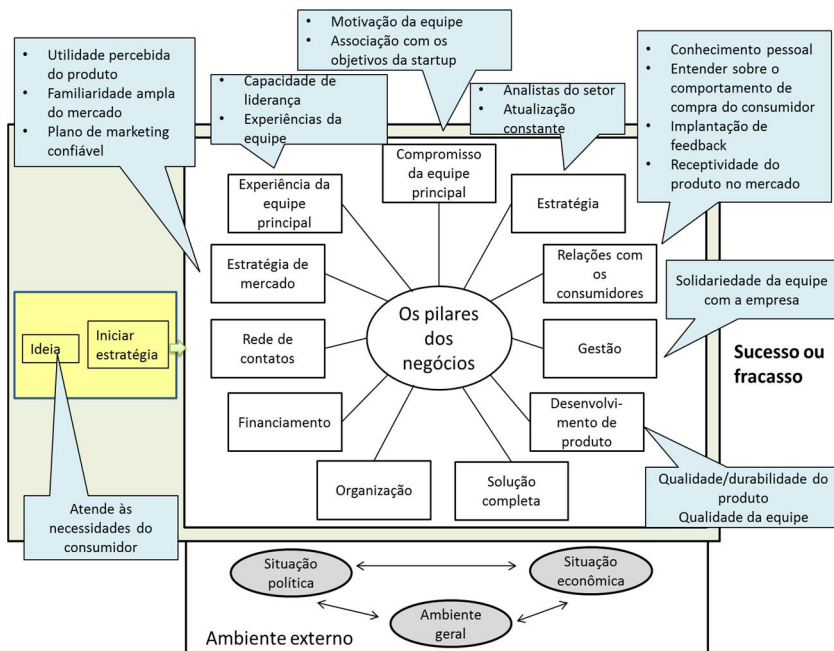 • Utilidade percebida
do produto
• Familiaridade ampla
do mercado
• Plano de marketing
confiável
• Capacidade de
liderança
• Experiências da
equipe
• Motivação da equipe
• Associação com os
objetivos da startup
• Analistas do setor
• Atualização
constante
• Conhecimento pessoal
• Entender sobre o
comportamento de
compra do consumidor
• Implantação de
feedback
• Receptividade do
produto no mercado
Experiência da
equipe principal
Compromisso
da equipe
principal
Estratégia
Estratégia de
mercado
Relações com
os
consumidores
Solidariedade da equipe
com a empresa
Ideia
Iniciar
estratégia
Rede de
contatos
Os pilares
dos
negócios
Gestão
Sucesso ou
fracasso
Financiamento
Desenvolvi-
mento de
produto
Organização
Solução
completa
Qualidade/durabilidade do
produto
Qualidade da equipe
Atende às
necessidades do
consumidor
Situação
política
Situação
econômica
Ambiente
geral
Ambiente externo